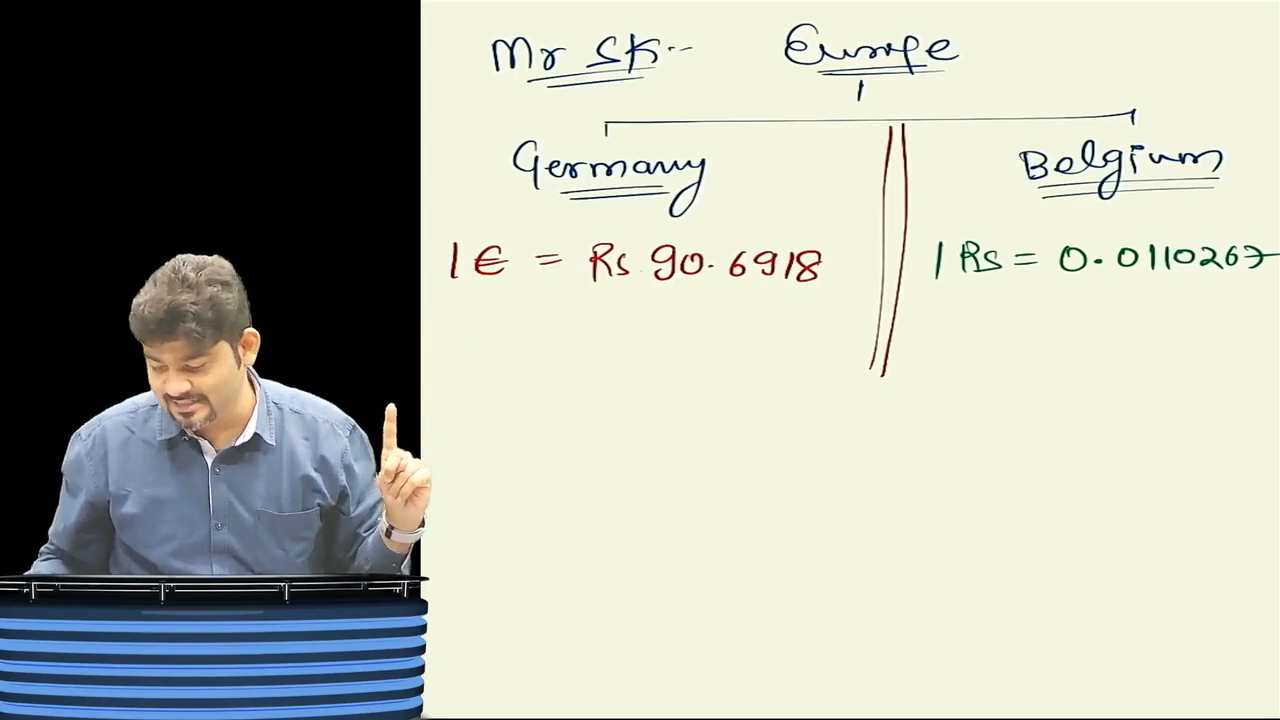 Mr SK--
Europe
Germany
Belgium
1 € = Rs 90.6918
1 Rs = 0.0110267